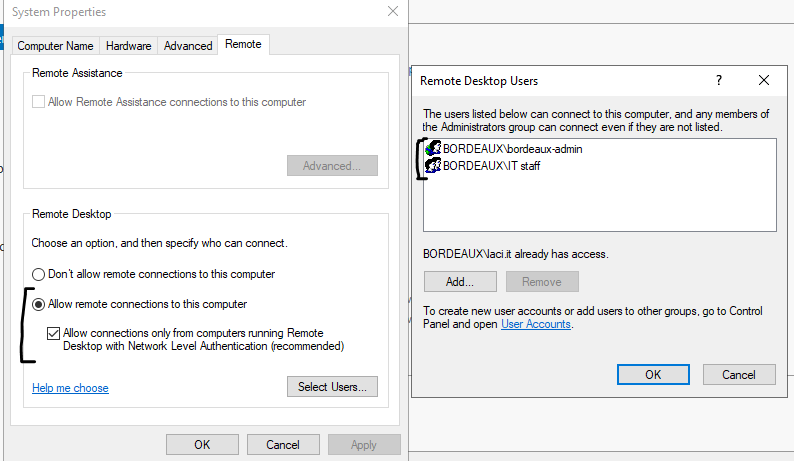 System Properties
Computer Name
Hardware
Advanced
Remote
Remote Assistance
Allow Remote Assistance connections to this computer
Advanced...
Remote Desktop
Choose an option, and then specify who can connect.
Don't allow remote connections to this computer
Allow remote connections to this computer
Allow connections only from computers running Remote
Desktop with Network Level Authentication (recommended)
Help me choose
Select Users...
OK
Cancel
Apply
Remote Desktop Users
?
The users listed below can connect to this computer, and any members of
the Administrators group can connect even if they are not listed.
BORDEAUX\bordeaux-admin
BORDEAUX\IT staff
BORDEAUX\laci.it already has access.
Add...
Remove
To create new user accounts or add users to other groups, go to Control
Panel and open User Accounts.
OK
Cancel